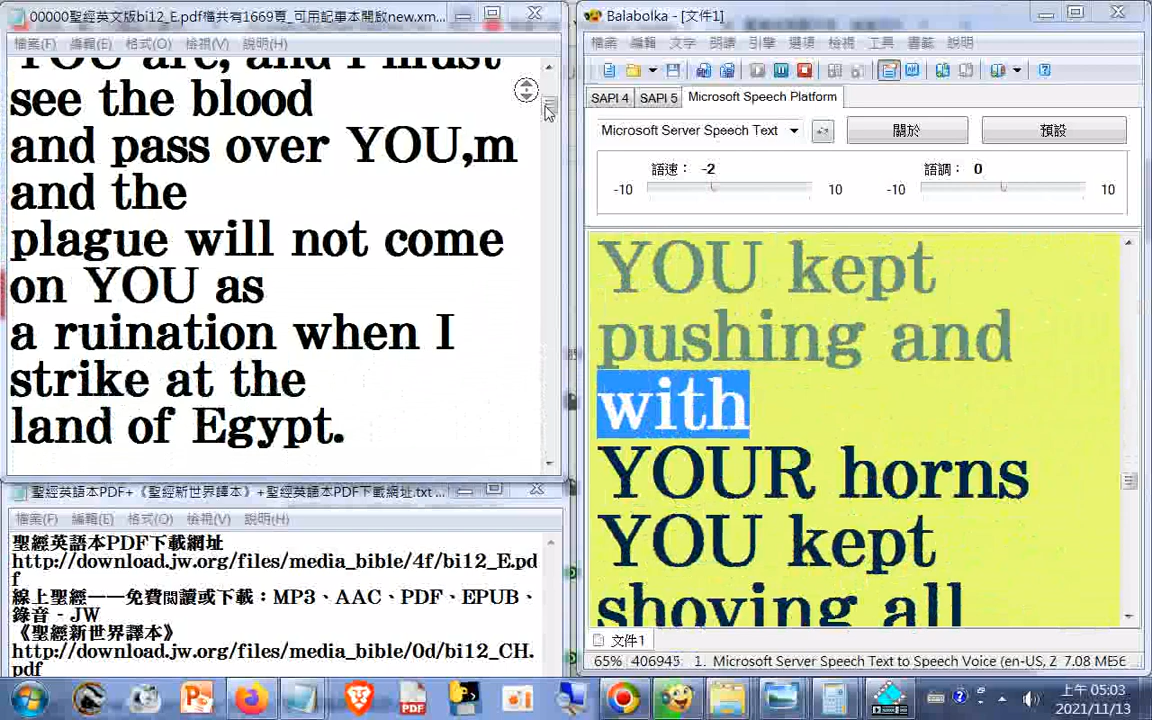 00000聖經英文版bi12_E.pdf檔共有1669頁_可用記事本開啟new.xm...
檔案(F) 編輯(E) 格式(O) 檢視(V) 說明(H)
YOU are, and I must
see the blood
and pass over YOU,m
and the
plague will not come
on YOU as
a ruination when I
strike at the
land of Egypt.
聖經英語本PDF+《聖經新世界譯本》+聖經英語本PDF下載網址.txt ...
檔案(F) 編輯(E) 格式(O) 檢視(V) 說明(H)
聖經英語本PDF下載網址
http://download.jw.org/files/media_bible/4f/bi12_E.pd
f
線上聖經——免費閱讀或下載：MP3、AAC、PDF、EPUB、
錄音 - JW
《聖經新世界譯本》
http://download.jw.org/files/media_bible/0d/bi12_CH.
pdf
Balabolka - [文件1]
檔案 編輯 文字 朗讀 引擎 選項 檢視 工具 書籤 說明
SAPI 4 SAPI 5 Microsoft Speech Platform
Microsoft Server Speech Text 關於 預設
語速： -2 語調： 0
-10 10 -10 10
YOU kept
pushing and
with
YOUR horns
YOU kept
shoving all
文件1
65% 406945 1. Microsoft Server Speech Text to Speech Voice (en-US, Z 7.08 ME
上午 05:03
2021/11/13